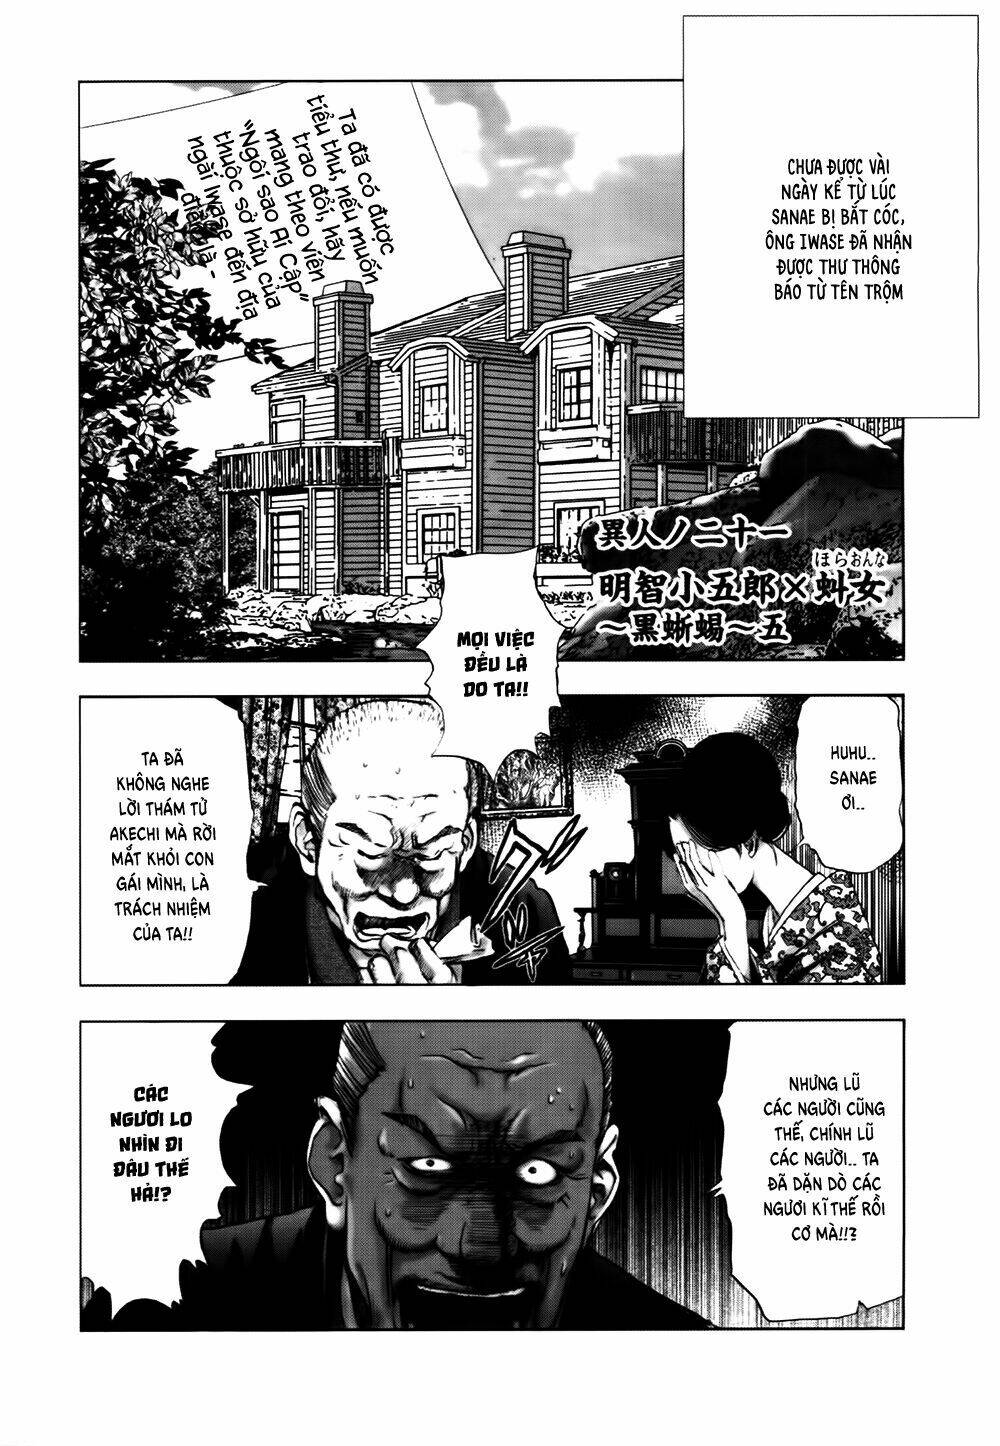 CHƯA ĐƯỢC VÀI
NGÀY KỂ TỪ LÚC
SANAE BỊ BẮT CÓC,
ÔNG IWASE ĐÃ NHẬN
ĐƯỢC THƯ THÔNG
BÁO TỪ TÊN TRỘM
Ta đã có được
tiểu thư, nếu muốn
trao đổi, hãy
mang theo viên
"Ngôi sao Ai Cập"
thuộc sở hữu của
ngài Iwase đến địa
điểm là -
異人ノ二十一
ほらおんな
明智小五郎×蚪女
～黒蜥蜴～五
MỌI VIỆC
ĐỀU LÀ
DO TA!!
HUHU..
SANAE
ƠI..
TA ĐÃ
KHÔNG NGHE
LỜI THÁM TỬ
AKECHI MÀ RỜI
MẮT KHỎI CON
GÁI MÌNH, LÀ
TRÁCH NHIỆM
CỦA TA!!
NHƯNG LŨ
CÁC NGƯỜI CŨNG
THẾ, CHÍNH LŨ
CÁC NGƯỜI.. TA
ĐÃ DẶN DÒ CÁC
NGƯƠI KĨ THẾ RỒI
CƠ MÀ!!?
CÁC
NGƯƠI LO
NHÌN ĐI
ĐÂU THẾ
HẢ!?